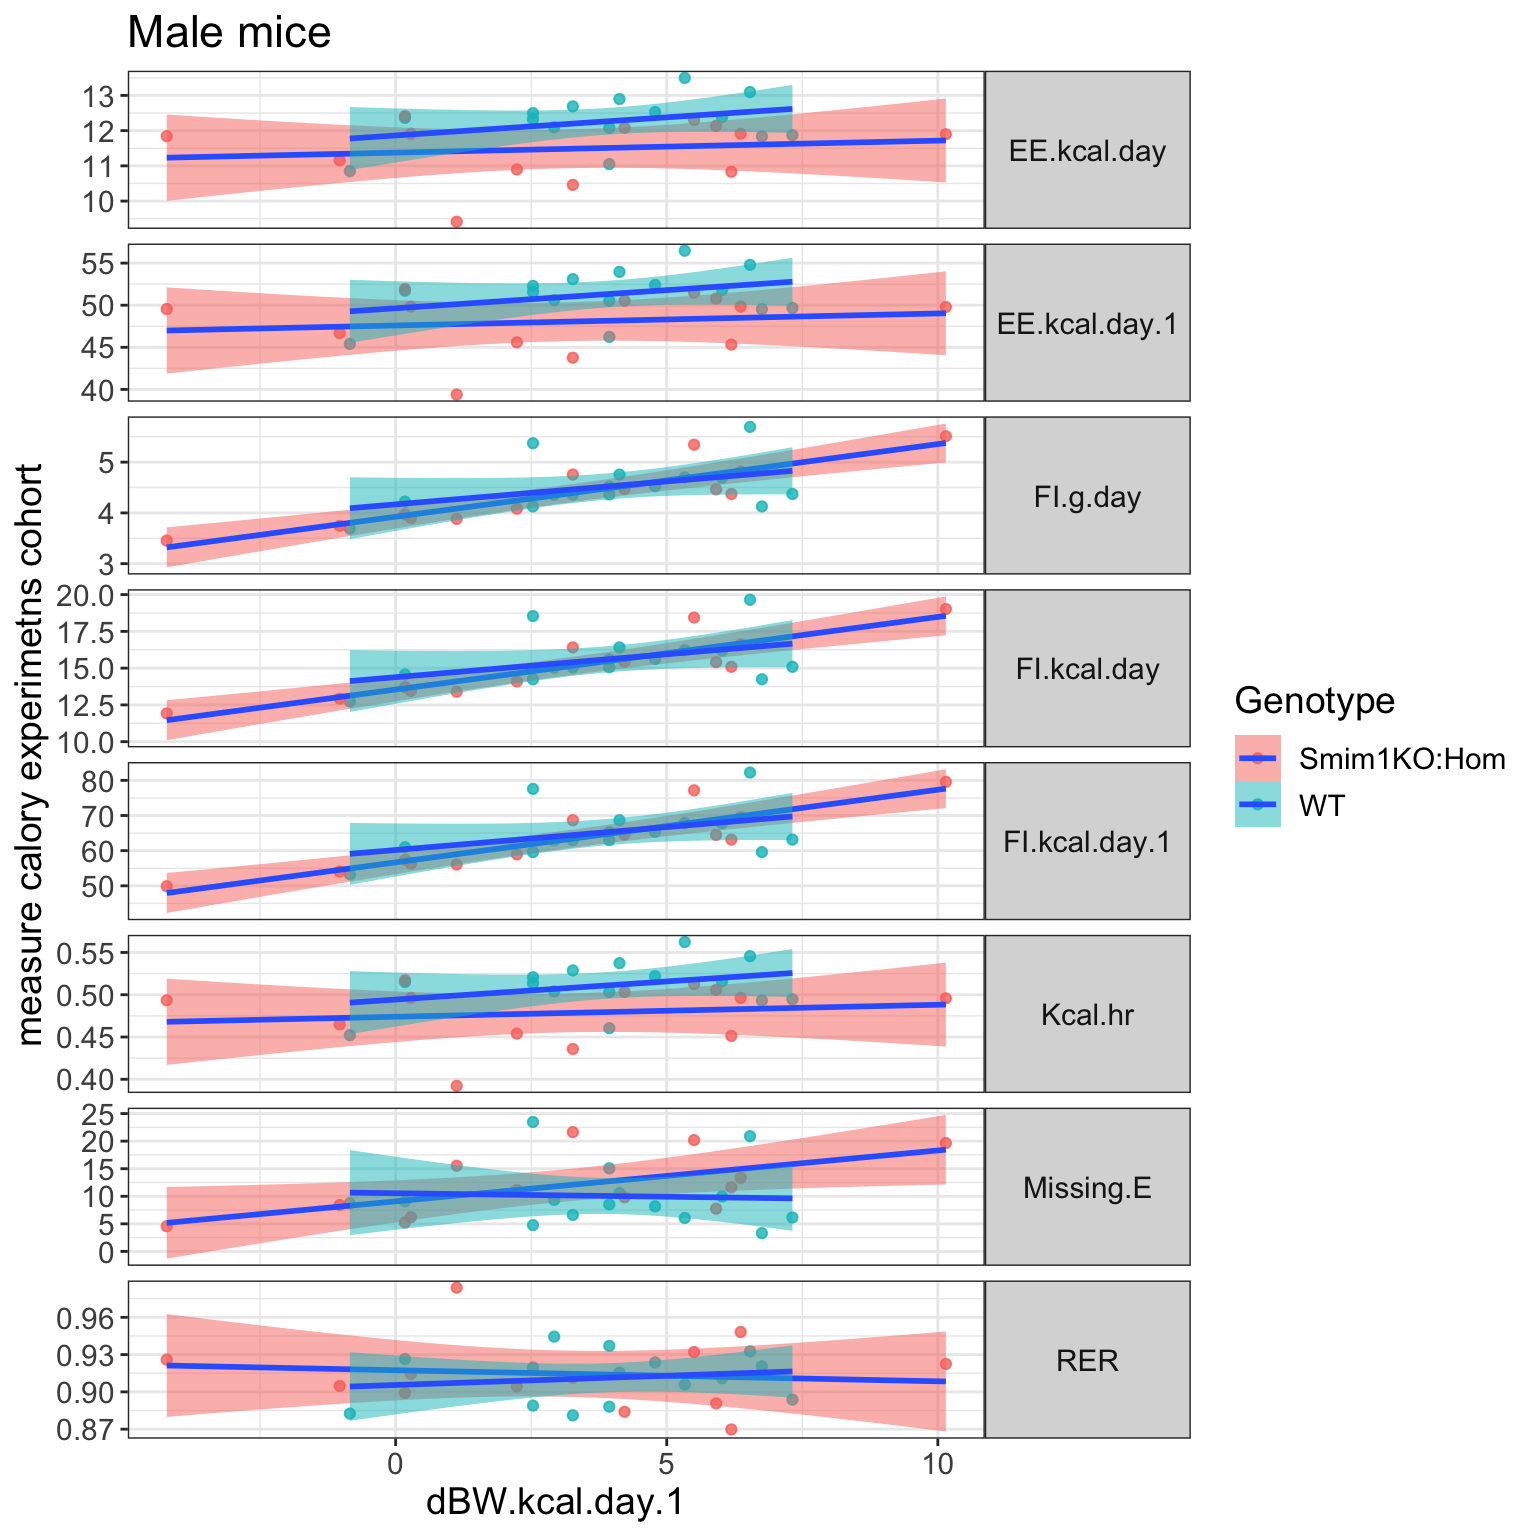 Male mice
measure calory experimetns cohort
13
12
11
10
EE.kcal.day
55
50
45
40
EE.kcal.day.1
5
4
3
FI.g.day
20.0
17.5
15.0
12.5
10.0
FI.kcal.day
80
70
60
50
FI.kcal.day.1
0.55
0.50
0.45
0.40
Kcal.hr
25
20
15
10
5
0
Missing.E
0.96
0.93
0.90
0.87
RER
0 5 10
dBW.kcal.day.1
Genotype
Smim1KO:Hom
WT